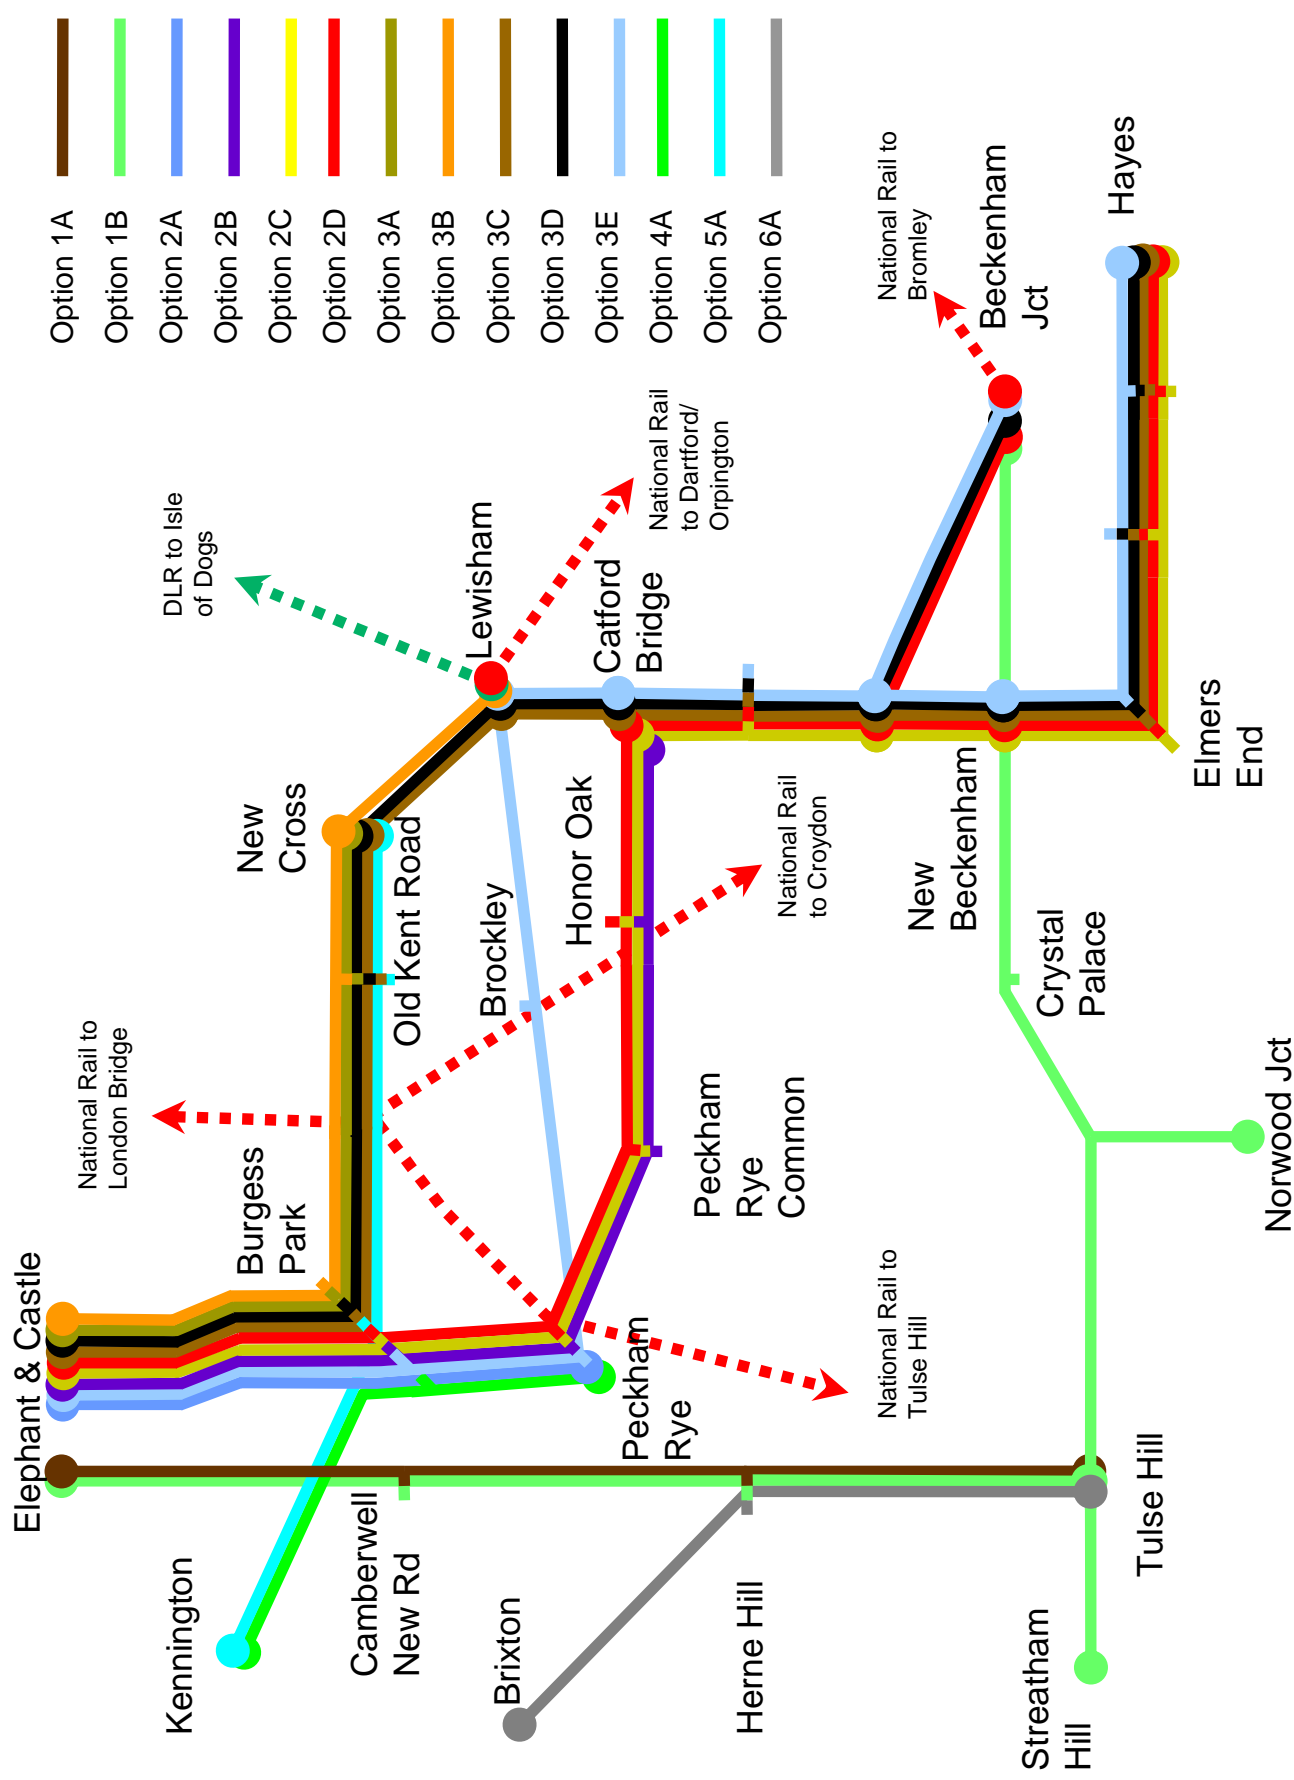 Elephant & Castle
Kennington
Burgess
Park
National Rail to
London Bridge
New
Cross
DLR to Isle
of Dogs
Option 1A
Option 1B
Option 2A
Option 2B
Option 2C
Option 2D
Option 3A
Option 3B
Option 3C
Option 3D
Option 3E
Option 4A
Option 5A
Option 6A
Camberwell
New Rd
Old Kent Road
Lewisham
Brixton
Brockley
Honor Oak
Catford
Bridge
National Rail
to Dartford/
Orpington
Peckham
Rye
Peckham
Rye
Common
National Rail
to Croydon
Herne Hill
National Rail to
Tulse Hill
New
Beckenham
National Rail to
Bromley
Beckenham
Jct
Streatham
Hill
Crystal
Palace
Tulse Hill
Norwood Jct
Elmers
End
Hayes